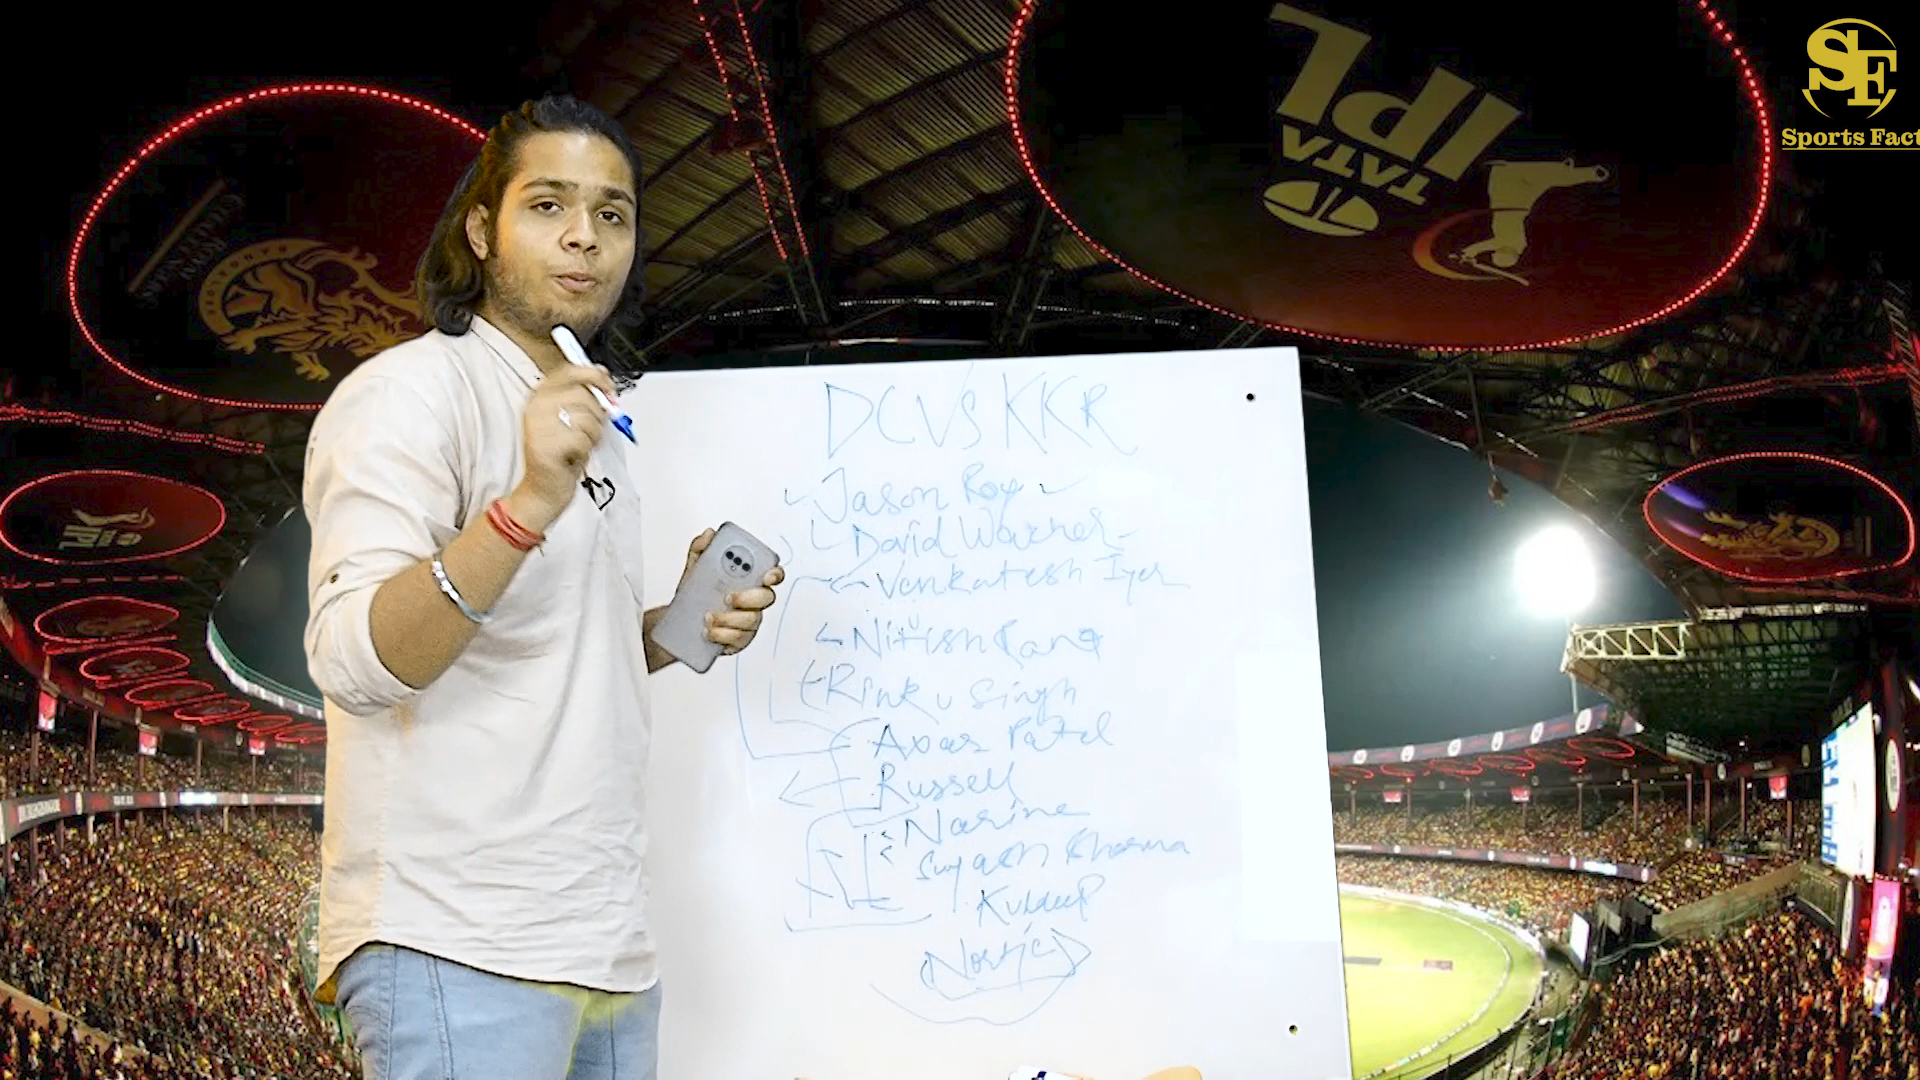 SF
Sports Fact
TATA
IPL
IPL
DC VS KKR
Jason Roy
David Warner
Venkatesh Iyer
Nitish Rana
Rinku Singh
Axar Patel
Russell
Narine
Suyash Sharma
Kuldeep
Nortje